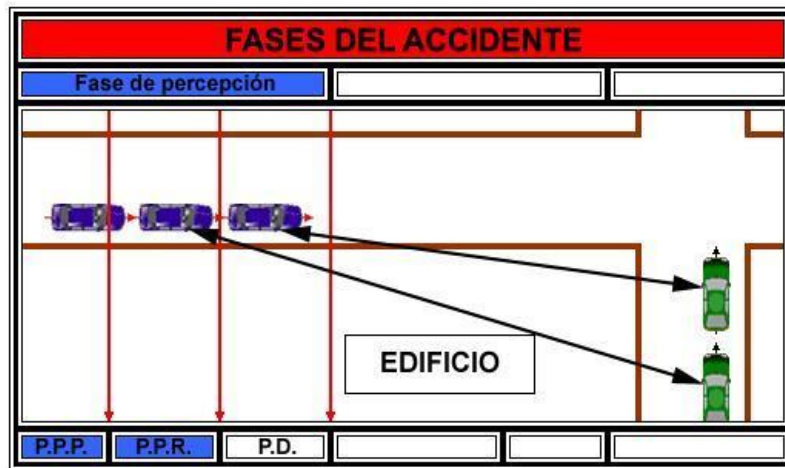 FASES DEL ACCIDENTE
Fase de percepción
EDIFICIO
P.P.P. P.P.R. P.D.